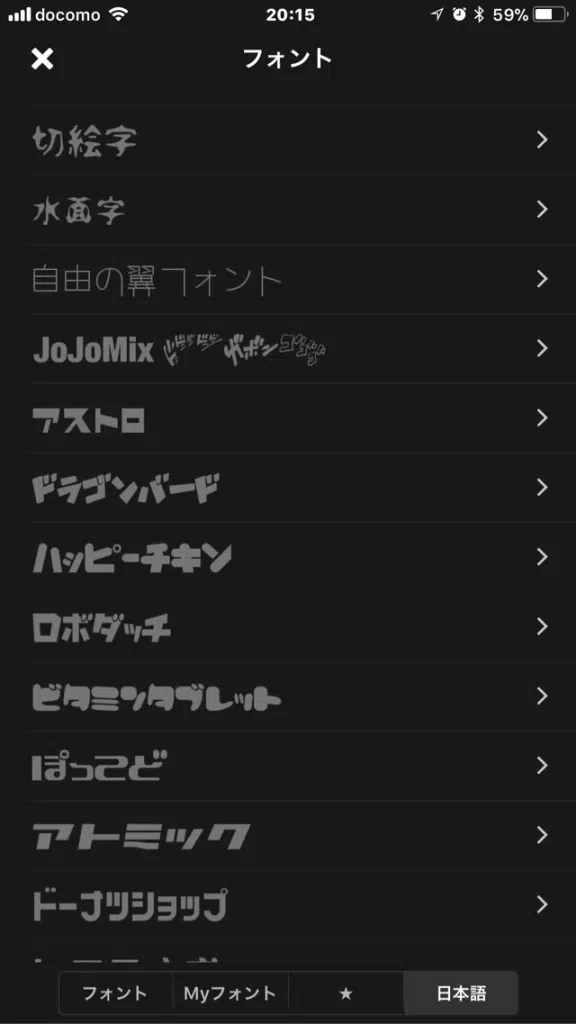 docomo 20:15 59%
フォント
切絵字
水面字
自由の翼フォント
JoJoMix ドドドドド ザボン ゴゴゴゴ
アストロ
ドラゴンバード
ハッピーチキン
ロボダッチ
ビタミンタブレット
ぽっこど
アトミック
ドーナツショップ
フォント Myフォント ★ 日本語